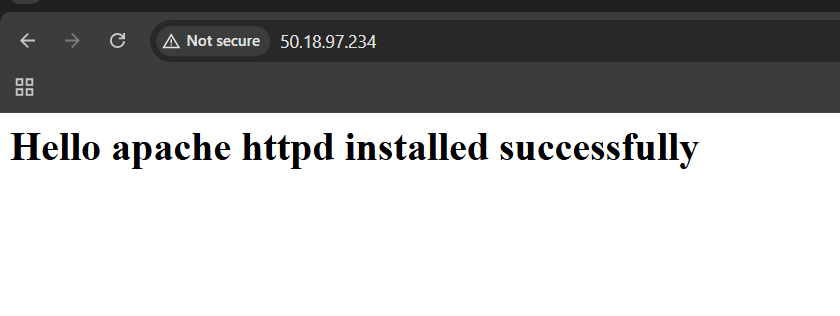 Not secure 50.18.97.234
Hello apache httpd installed successfully